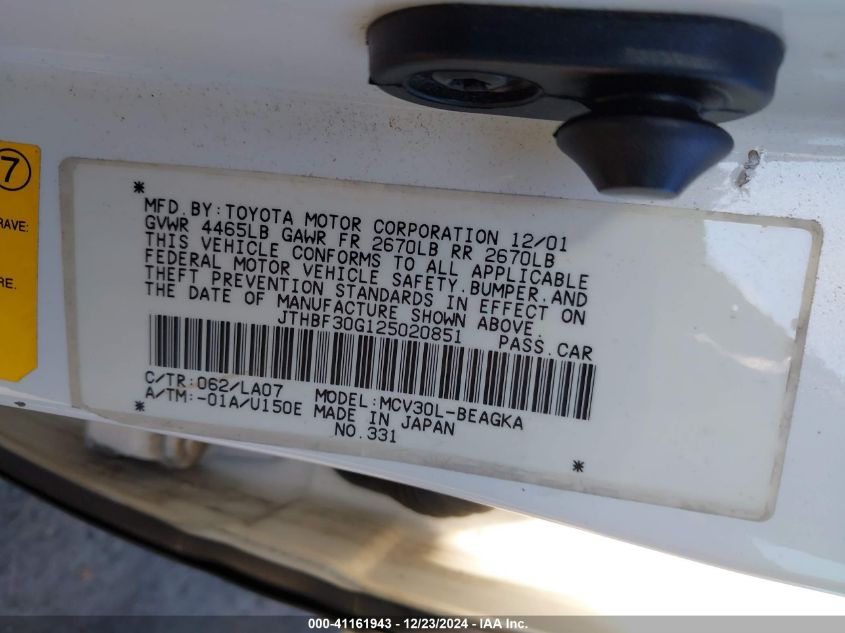 7
RAVE:
RE.
*
MFD. BY: TOYOTA MOTOR CORPORATION 12/01
GVWR 4465LB GAWR FR 2670LB RR 2670LB
THIS VEHICLE CONFORMS TO ALL APPLICABLE
FEDERAL MOTOR VEHICLE SAFETY. BUMPER. AND
THEFT PREVENTION STANDARDS IN EFFECT ON
THE DATE OF MANUFACTURE SHOWN ABOVE.
JTHBF30G125020851 PASS. CAR
C/TR: 062/LA07 MODEL: MCV30L-BEAGKA
A/TM: -01A/U150E MADE IN JAPAN
* NO. 331 *
000-41161943 - 12/23/2024 - IAA Inc.